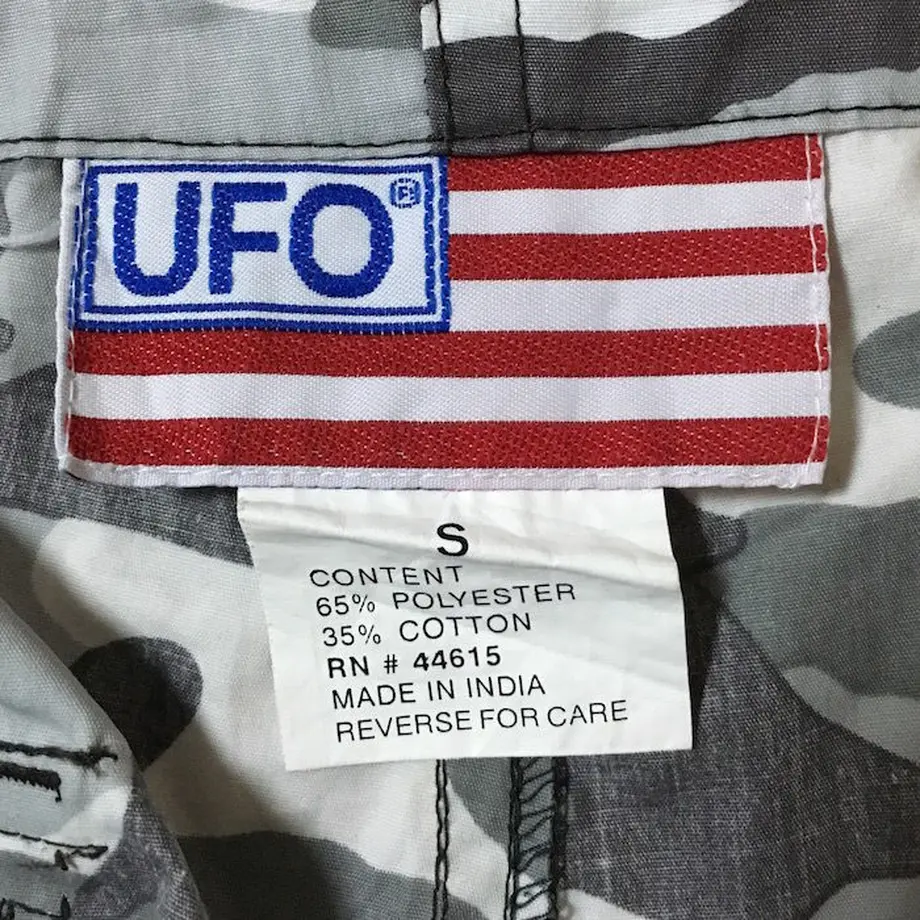 UFO®
S
CONTENT
65% POLYESTER
35% COTTON
RN # 44615
MADE IN INDIA
REVERSE FOR CARE